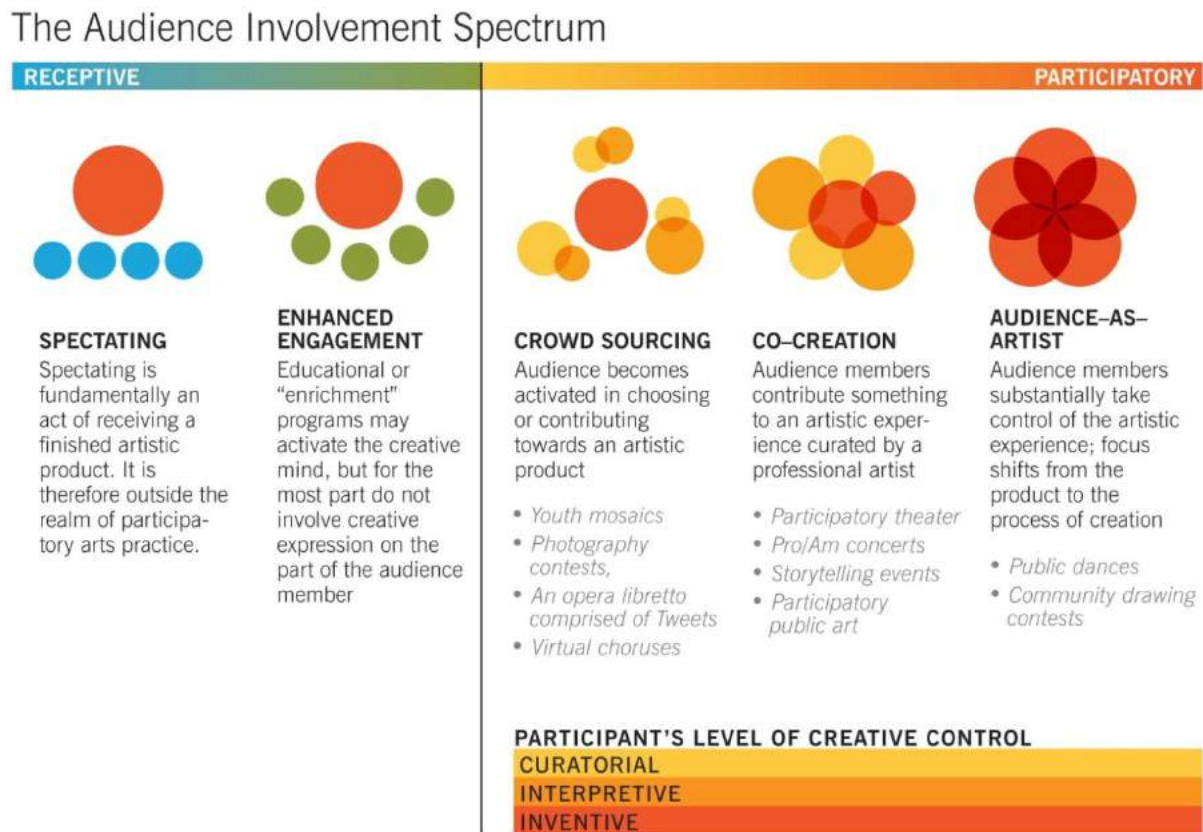 The Audience Involvement Spectrum
RECEPTIVE
PARTICIPATORY
SPECTATING
Spectating is
fundamentally an
act of receiving a
finished artistic
product. It is
therefore outside the
realm of participa-
tory arts practice.
ENHANCED
ENGAGEMENT
Educational or
“enrichment”
programs may
activate the creative
mind, but for the
most part do not
involve creative
expression on the
part of the audience
member
CROWD SOURCING
Audience becomes
activated in choosing
or contributing
towards an artistic
product
• Youth mosaics
• Photography
contests,
• An opera libretto
comprised of Tweets
• Virtual choruses
CO–CREATION
Audience members
contribute something
to an artistic exper-
ience curated by a
professional artist
• Participatory theater
• Pro/Am concerts
• Storytelling events
• Participatory
public art
AUDIENCE–AS–
ARTIST
Audience members
substantially take
control of the artistic
experience; focus
shifts from the
product to the
process of creation
• Public dances
• Community drawing
contests
PARTICIPANT'S LEVEL OF CREATIVE CONTROL
CURATORIAL
INTERPRETIVE
INVENTIVE